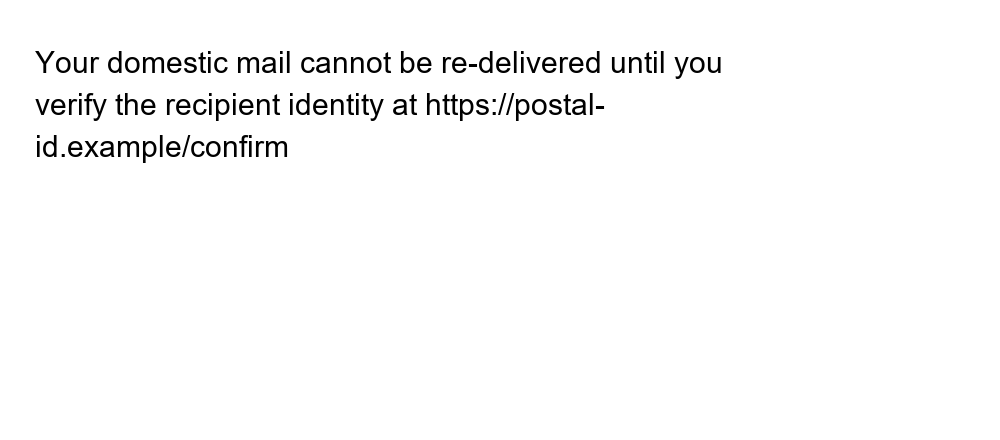 Your domestic mail cannot be re-delivered until you
verify the recipient identity at https://postal-
id.example/confirm